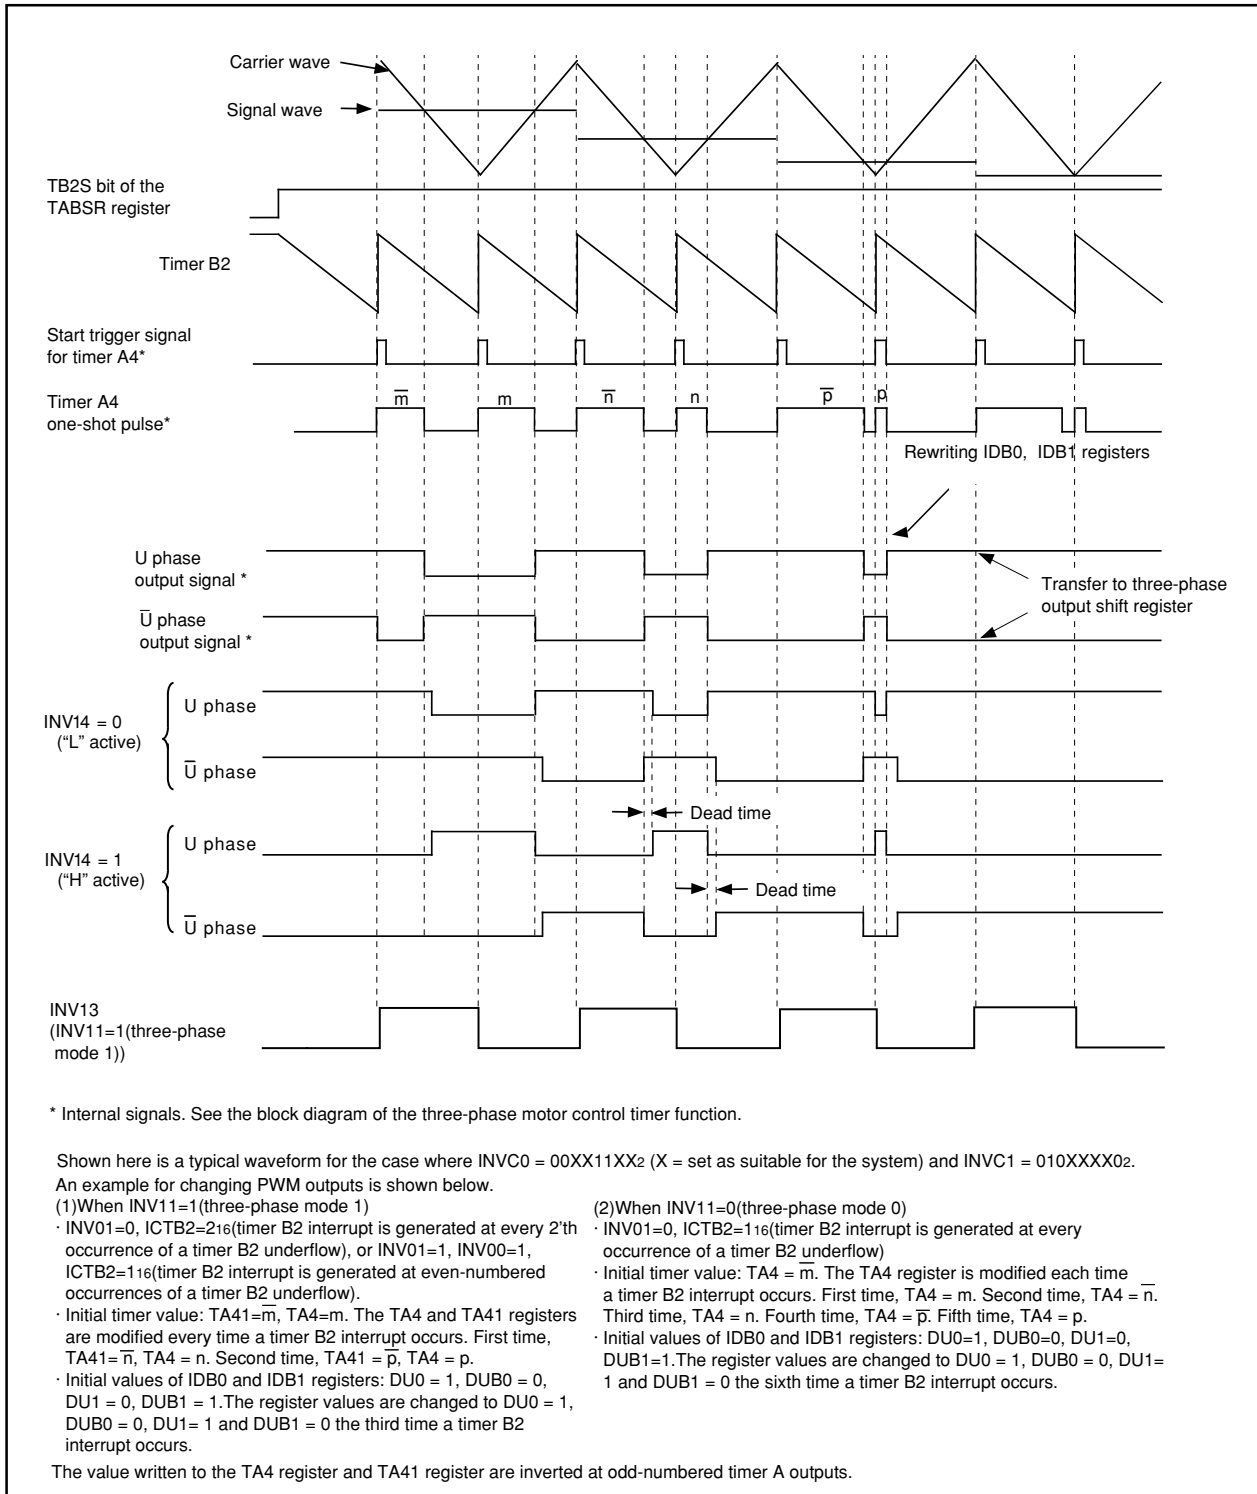 Carrier wave
Signal wave
TB2S bit of the
TABSR register
Timer B2
Start trigger signal
for timer A4*
Timer A4
one-shot pulse*
m̅
m
n̅
n
p̅
p
Rewriting IDB0, IDB1 registers
U phase
output signal *
Transfer to three-phase
output shift register
U̅ phase
output signal *
INV14 = 0
(“L” active)
U phase
U̅ phase
Dead time
INV14 = 1
(“H” active)
U phase
Dead time
U̅ phase
INV13
(INV11=1(three-phase
mode 1))
* Internal signals. See the block diagram of the three-phase motor control timer function.
Shown here is a typical waveform for the case where INVC0 = 00XX11XX2 (X = set as suitable for the system) and INVC1 = 010XXXX02.
An example for changing PWM outputs is shown below.
(1)When INV11=1(three-phase mode 1)
· INV01=0, ICTB2=216(timer B2 interrupt is generated at every 2'th
occurrence of a timer B2 underflow), or INV01=1, INV00=1,
ICTB2=116(timer B2 interrupt is generated at even-numbered
occurrences of a timer B2 underflow).
· Initial timer value: TA41=m̅, TA4=m. The TA4 and TA41 registers
are modified every time a timer B2 interrupt occurs. First time,
TA41= n̅, TA4 = n. Second time, TA41 = p̅, TA4 = p.
· Initial values of IDB0 and IDB1 registers: DU0 = 1, DUB0 = 0,
DU1 = 0, DUB1 = 1.The register values are changed to DU0 = 1,
DUB0 = 0, DU1= 1 and DUB1 = 0 the third time a timer B2
interrupt occurs.
(2)When INV11=0(three-phase mode 0)
· INV01=0, ICTB2=116(timer B2 interrupt is generated at every
occurrence of a timer B2 underflow)
· Initial timer value: TA4 = m̅. The TA4 register is modified each time
a timer B2 interrupt occurs. First time, TA4 = m. Second time, TA4 = n̅.
Third time, TA4 = n. Fourth time, TA4 = p̅. Fifth time, TA4 = p.
· Initial values of IDB0 and IDB1 registers: DU0=1, DUB0=0, DU1=0,
DUB1=1.The register values are changed to DU0 = 1, DUB0 = 0, DU1=
1 and DUB1 = 0 the sixth time a timer B2 interrupt occurs.
The value written to the TA4 register and TA41 register are inverted at odd-numbered timer A outputs.